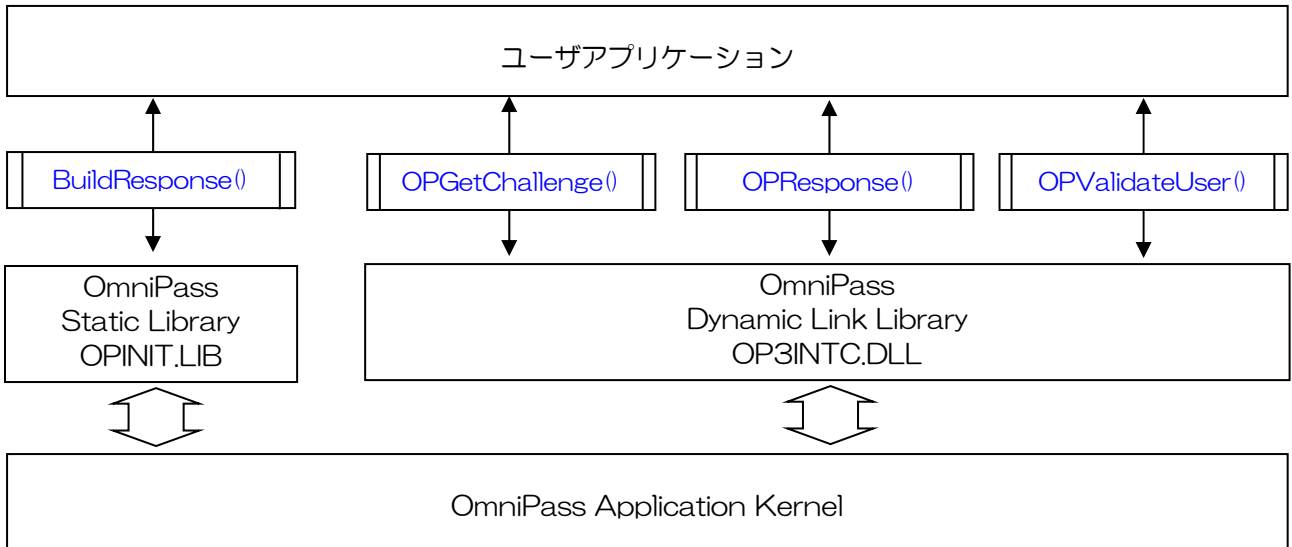 ユーザアプリケーション
BuildResponse()
OPGetChallenge()
OPResponse()
OPValidateUser()
OmniPass
Static Library
OPINIT.LIB
OmniPass
Dynamic Link Library
OP3INTC.DLL
OmniPass Application Kernel